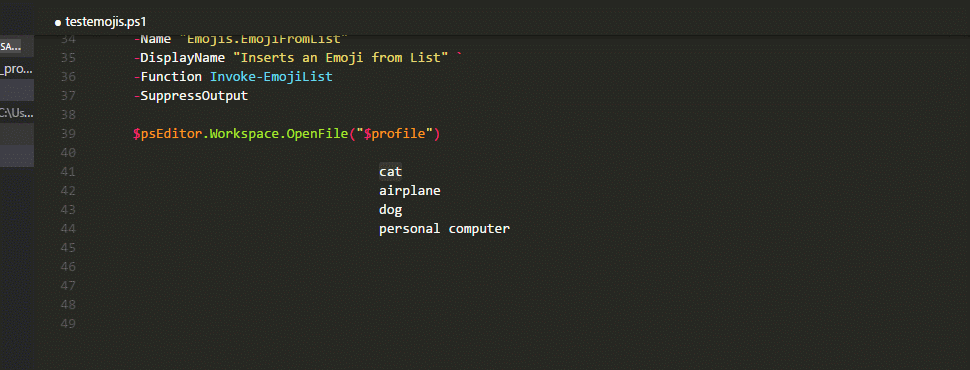 ● testemojis.ps1
SA...
_pro...
C:\Us...
34 -Name "Emojis.EmojiFromList"
35 -DisplayName "Inserts an Emoji from List" `
36 -Function Invoke-EmojiList
37 -SuppressOutput
38
39 $psEditor.Workspace.OpenFile("$profile")
40
41 cat
42 airplane
43 dog
44 personal computer
45
46
47
48
49